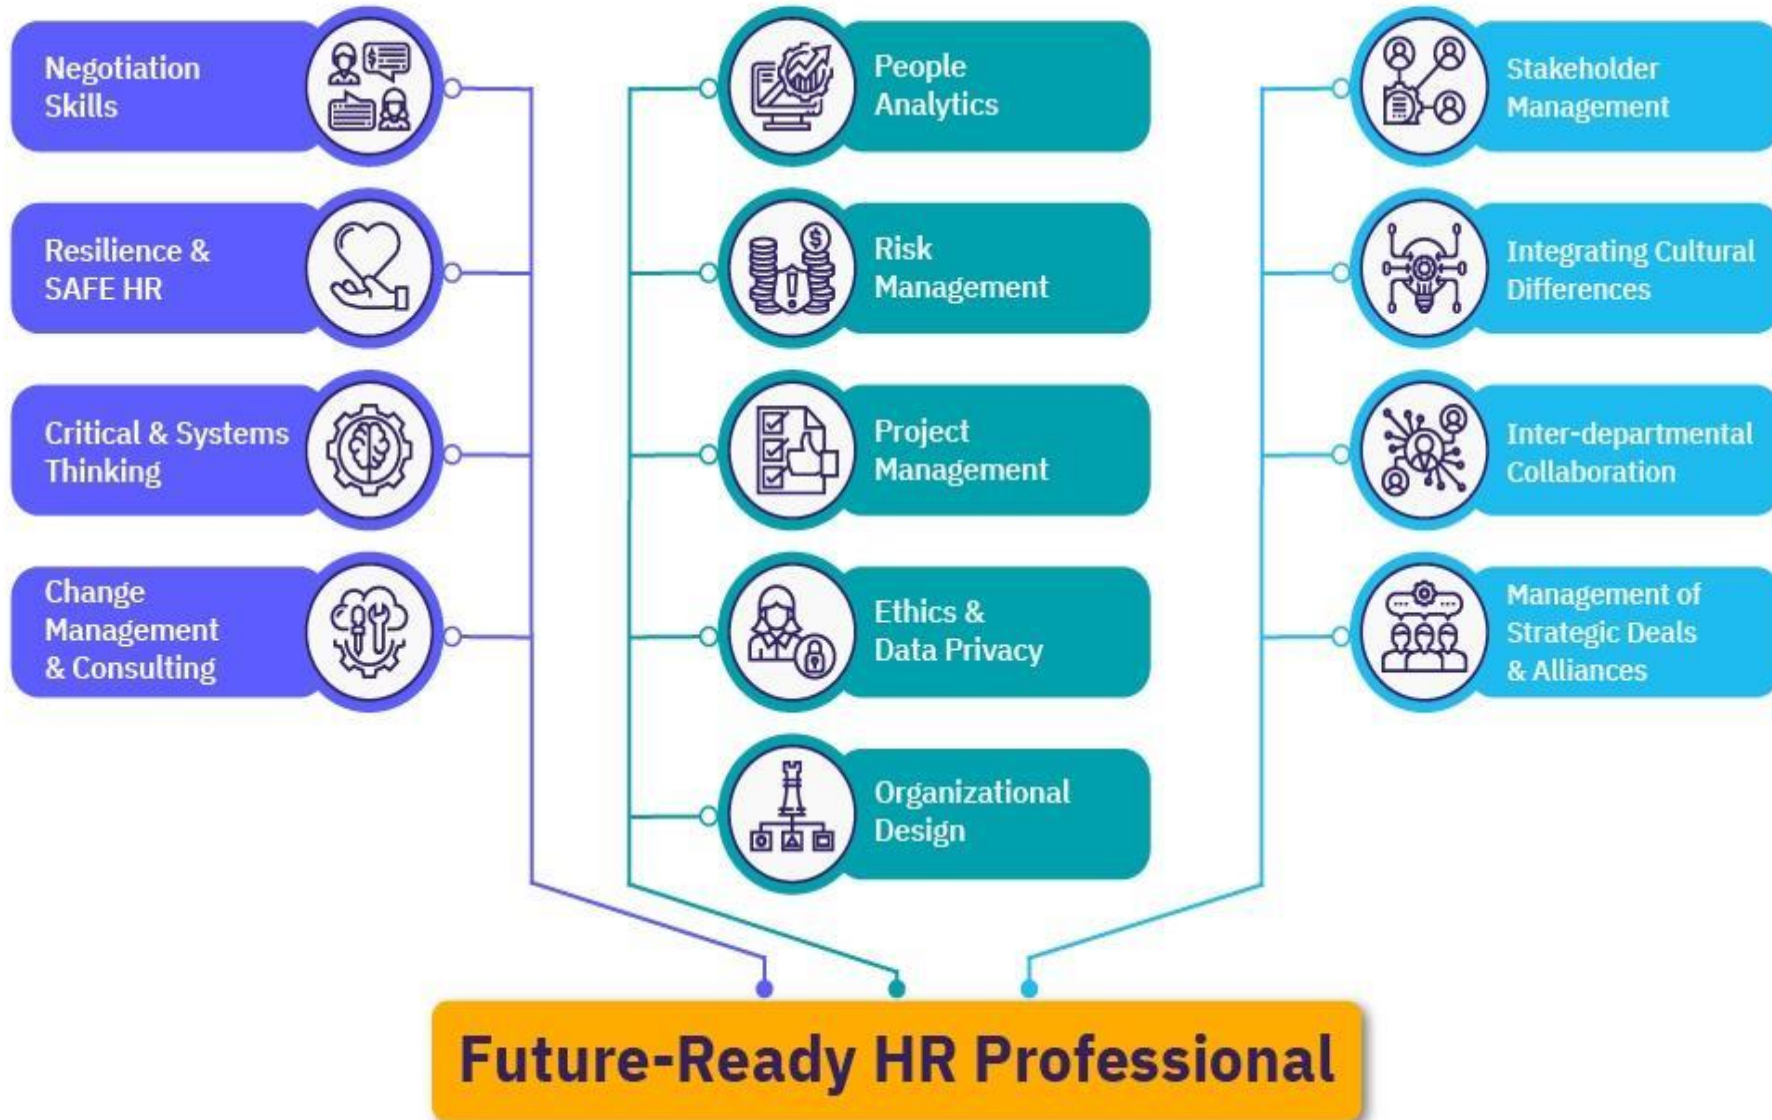 Negotiation
Skills
Resilience &
SAFE HR
Critical & Systems
Thinking
Change
Management
& Consulting
People
Analytics
Risk
Management
Project
Management
Ethics &
Data Privacy
Organizational
Design
Stakeholder
Management
Integrating Cultural
Differences
Inter-departmental
Collaboration
Management of
Strategic Deals
& Alliances
Future-Ready HR Professional